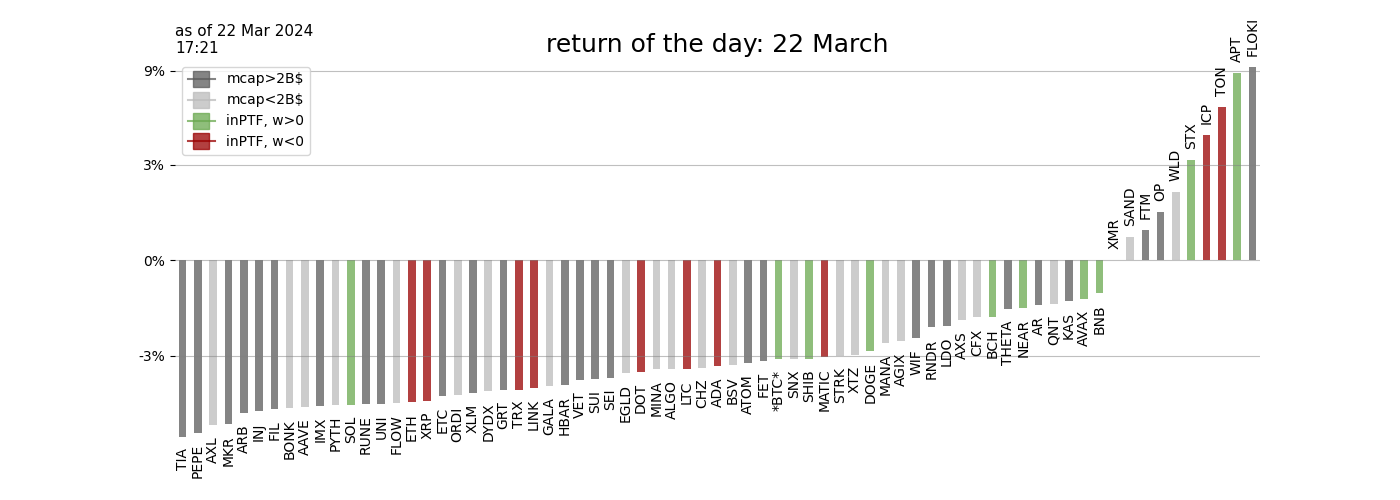 as of 22 Mar 2024
17:21
return of the day: 22 March
mcap>2B$
mcap<2B$
inPTF, w>0
inPTF, w<0
9%
3%
0%
-3%
TIA
PEPE
AXL
MKR
ARB
INJ
FIL
BONK
AAVE
IMX
PYTH
SOL
RUNE
UNI
FLOW
ETH
XRP
ETC
ORDI
XLM
DYDX
GRT
TRX
LINK
GALA
HBAR
VET
SUI
SEI
EGLD
DOT
MINA
ALGO
LTC
CHZ
ADA
BSV
ATOM
FET
*BTC*
SNX
SHIB
MATIC
STRK
XTZ
DOGE
MANA
AGIX
WIF
RNDR
LDO
AXS
CFX
BCH
THETA
NEAR
AR
QNT
KAS
AVAX
BNB
XMR
SAND
FTM
OP
WLD
STX
ICP
TON
APT
FLOKI